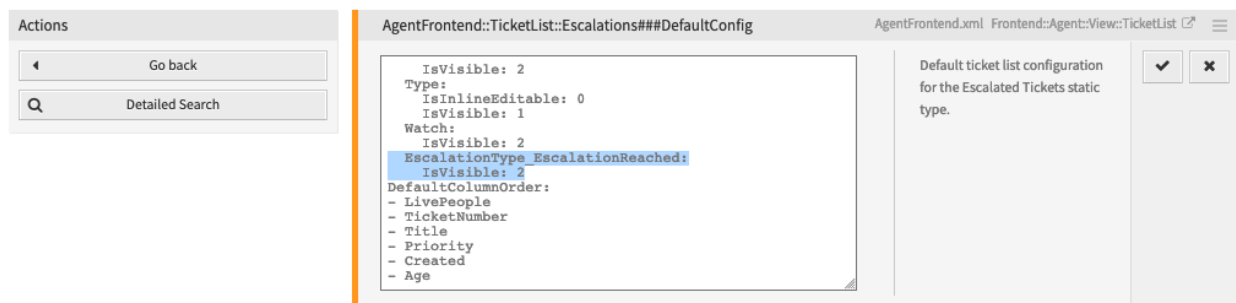 Actions
Go back
Detailed Search
AgentFrontend::TicketList::Escalations###DefaultConfig
AgentFrontend.xml Frontend::Agent::View::TicketList
IsVisible: 2
Type:
IsInlineEditable: 0
IsVisible: 1
Watch:
IsVisible: 2
EscalationType_EscalationReached:
IsVisible: 2
DefaultColumnOrder:
- LivePeople
- TicketNumber
- Title
- Priority
- Created
- Age
Default ticket list configuration
for the Escalated Tickets static
type.